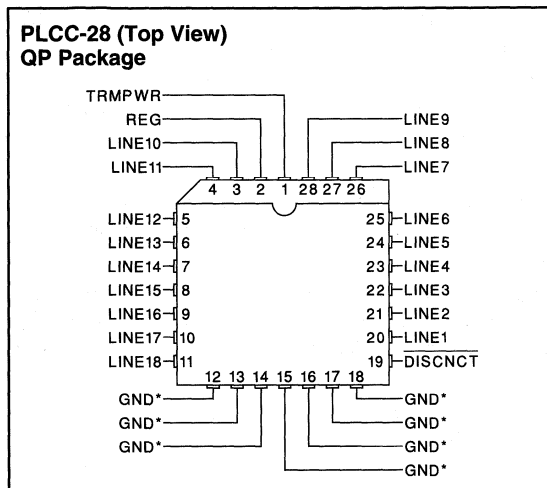 PLCC-28 (Top View)
QP Package
TRMPWR
REG
LINE10
LINE11
LINE9
LINE8
LINE7
4 3 2 1 28 27 26
LINE12 5 25 LINE6
LINE13 6 24 LINE5
LINE14 7 23 LINE4
LINE15 8 22 LINE3
LINE16 9 21 LINE2
LINE17 10 20 LINE1
LINE18 11 19 DISCNCT
12 13 14 15 16 17 18
GND* GND*
GND* GND*
GND* GND*
GND*